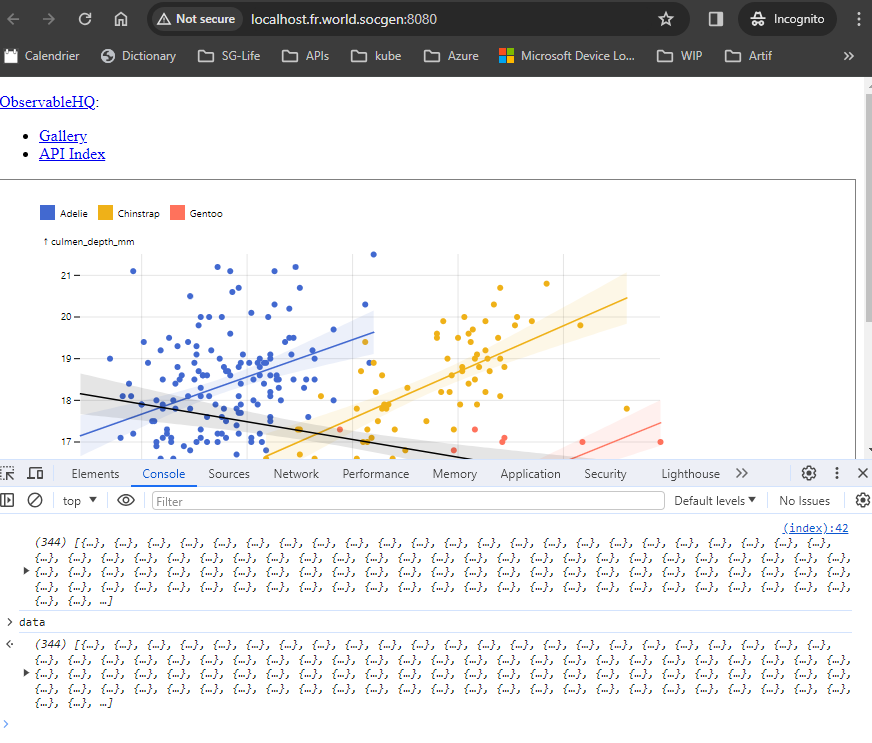 Not secure
localhost.fr.world.socgen:8080
Incognito
Calendrier
Dictionary
SG-Life
APIs
kube
Azure
Microsoft Device Lo...
WIP
Artif
ObservableHQ:
• Gallery
• API Index
Adelie Chinstrap Gentoo
↑ culmen_depth_mm
21
20
19
18
17
Elements Console Sources Network Performance Memory Application Security Lighthouse
top
Filter
Default levels
No Issues
(index):42
(344) [{…}, {…}, {…}, {…}, {…}, {…}, {…}, {…}, {…}, {…}, {…}, {…}, {…}, {…}, {…}, {…}, {…}, {…}, {…}, {…}, {…}, {…}, {…},
{…}, {…}, {…}, {…}, {…}, {…}, {…}, {…}, {…}, {…}, {…}, {…}, {…}, {…}, {…}, {…}, {…}, {…}, {…}, {…}, {…}, {…}, {…}, {…}, {…},
{…}, {…}, {…}, {…}, {…}, {…}, {…}, {…}, {…}, {…}, {…}, {…}, {…}, {…}, {…}, {…}, {…}, {…}, {…}, {…}, {…}, {…}, {…}, {…}, {…},
{…}, {…}, {…}, {…}, {…}, {…}, {…}, {…}, {…}, {…}, {…}, {…}, {…}, {…}, {…}, {…}, {…}, {…}, {…}, {…}, {…}, {…}, {…}, {…}, {…},
{…}, {…}, …]
data
(344) [{…}, {…}, {…}, {…}, {…}, {…}, {…}, {…}, {…}, {…}, {…}, {…}, {…}, {…}, {…}, {…}, {…}, {…}, {…}, {…}, {…}, {…}, {…},
{…}, {…}, {…}, {…}, {…}, {…}, {…}, {…}, {…}, {…}, {…}, {…}, {…}, {…}, {…}, {…}, {…}, {…}, {…}, {…}, {…}, {…}, {…}, {…}, {…},
{…}, {…}, {…}, {…}, {…}, {…}, {…}, {…}, {…}, {…}, {…}, {…}, {…}, {…}, {…}, {…}, {…}, {…}, {…}, {…}, {…}, {…}, {…}, {…}, {…},
{…}, {…}, {…}, {…}, {…}, {…}, {…}, {…}, {…}, {…}, {…}, {…}, {…}, {…}, {…}, {…}, {…}, {…}, {…}, {…}, {…}, {…}, {…}, {…}, {…},
{…}, {…}, …]